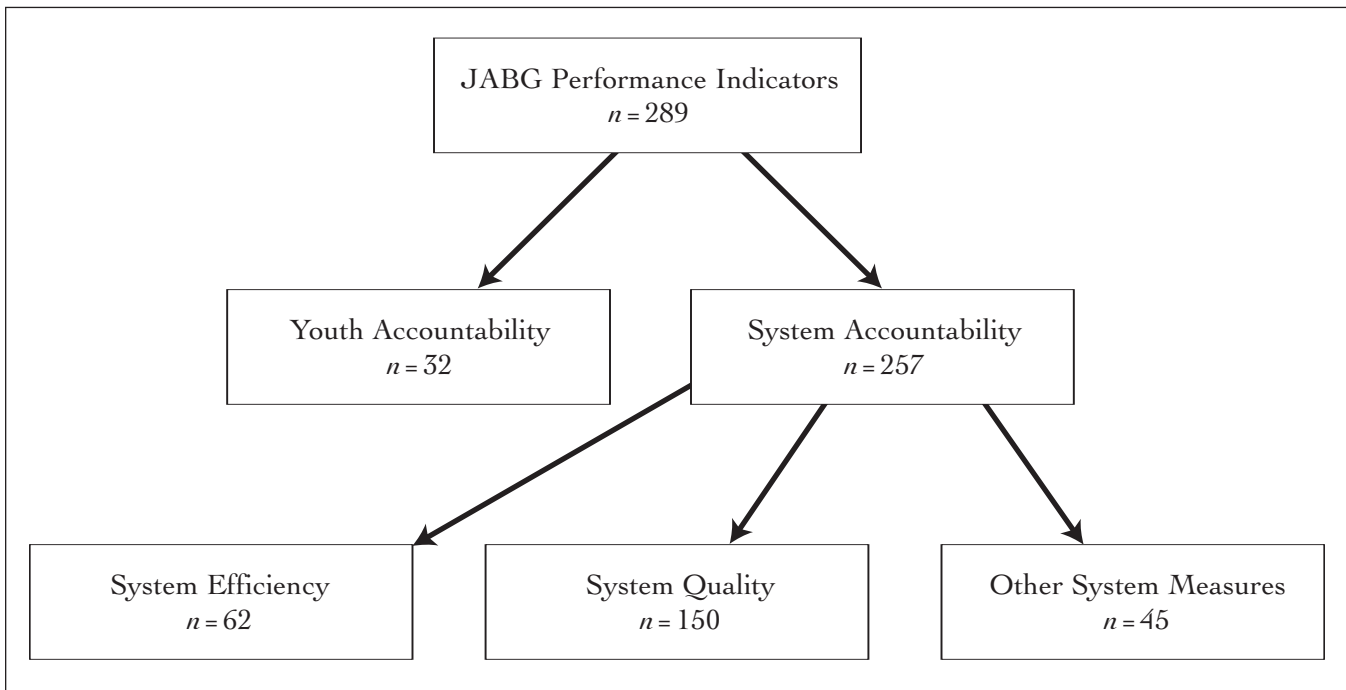 JABG Performance Indicators
n = 289
Youth Accountability
n = 32
System Accountability
n = 257
System Efficiency
n = 62
System Quality
n = 150
Other System Measures
n = 45